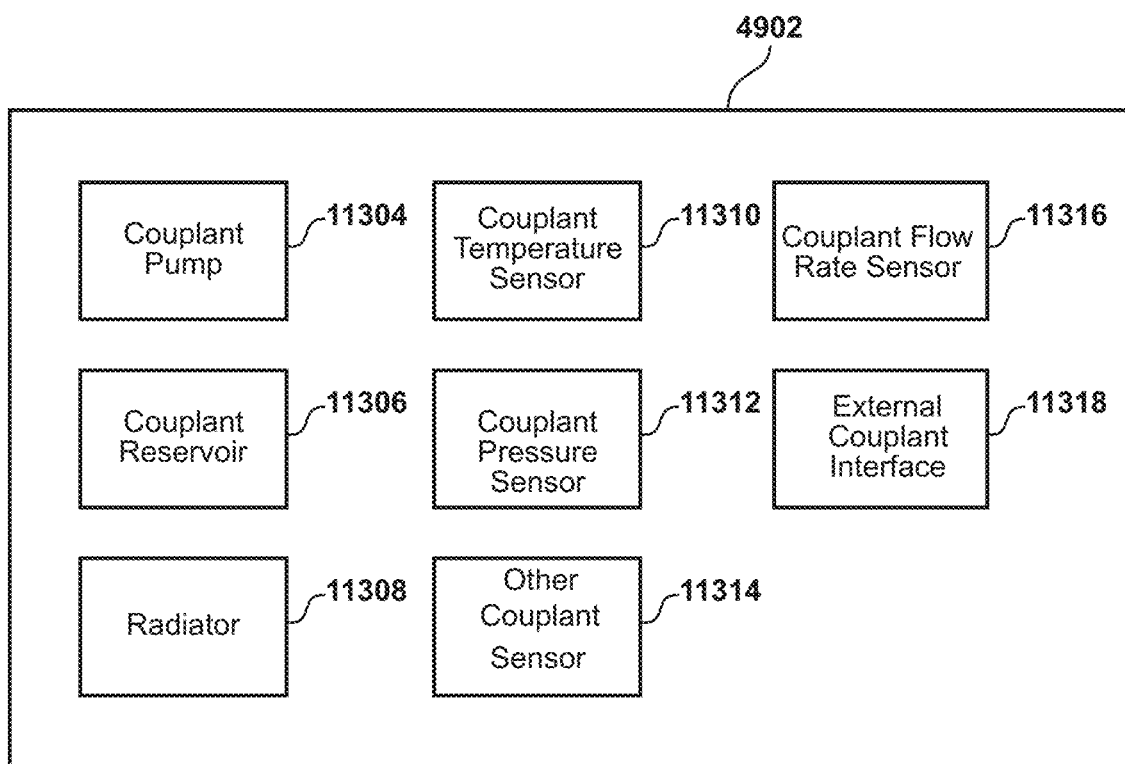 4902
Couplant
Pump
11304
Couplant
Temperature
Sensor
11310
Couplant Flow
Rate Sensor
11316
Couplant
Reservoir
11306
Couplant
Pressure
Sensor
11312
External
Couplant
Interface
11318
Radiator
11308
Other
Couplant
Sensor
11314